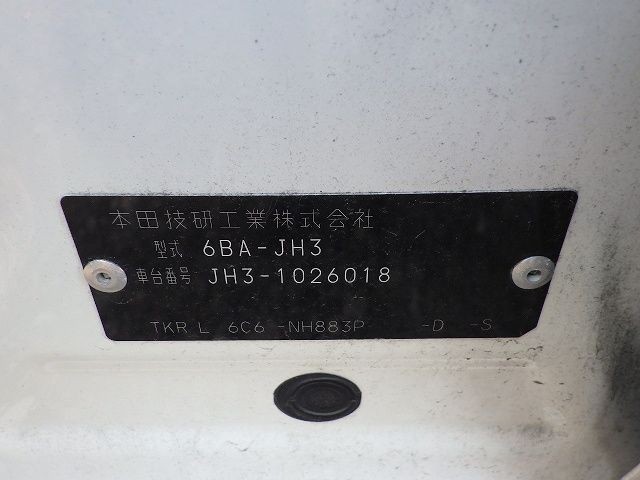 本田技研工業株式会社
型式 6BA-JH3
車台番号 JH3-1026018
TKR L 6C6 -NH883P -D -S